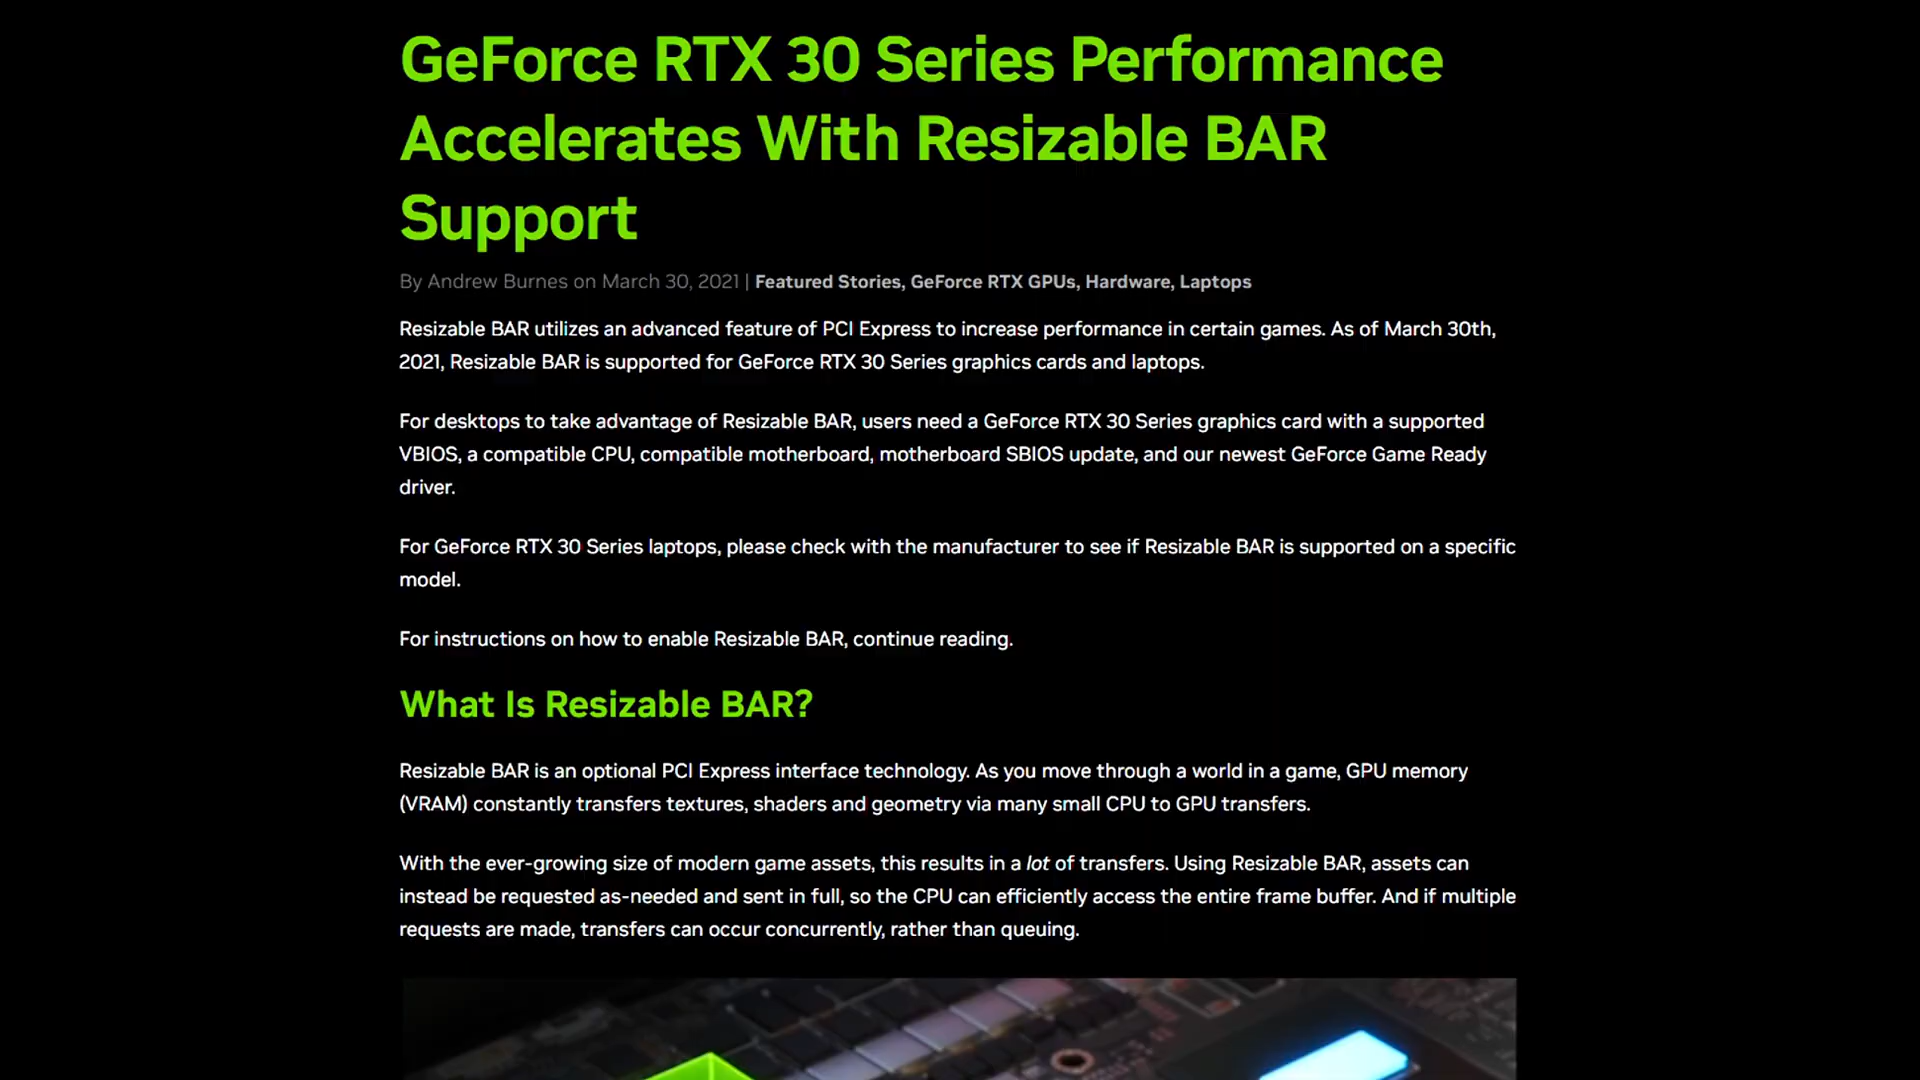 GeForce RTX 30 Series Performance
Accelerates With Resizable BAR
Support
By Andrew Burnes on March 30, 2021 | Featured Stories, GeForce RTX GPUs, Hardware, Laptops
Resizable BAR utilizes an advanced feature of PCI Express to increase performance in certain games. As of March 30th,
2021, Resizable BAR is supported for GeForce RTX 30 Series graphics cards and laptops.
For desktops to take advantage of Resizable BAR, users need a GeForce RTX 30 Series graphics card with a supported
VBIOS, a compatible CPU, compatible motherboard, motherboard SBIOS update, and our newest GeForce Game Ready
driver.
For GeForce RTX 30 Series laptops, please check with the manufacturer to see if Resizable BAR is supported on a specific
model.
For instructions on how to enable Resizable BAR, continue reading.
What Is Resizable BAR?
Resizable BAR is an optional PCI Express interface technology. As you move through a world in a game, GPU memory
(VRAM) constantly transfers textures, shaders and geometry via many small CPU to GPU transfers.
With the ever-growing size of modern game assets, this results in a lot of transfers. Using Resizable BAR, assets can
instead be requested as-needed and sent in full, so the CPU can efficiently access the entire frame buffer. And if multiple
requests are made, transfers can occur concurrently, rather than queuing.